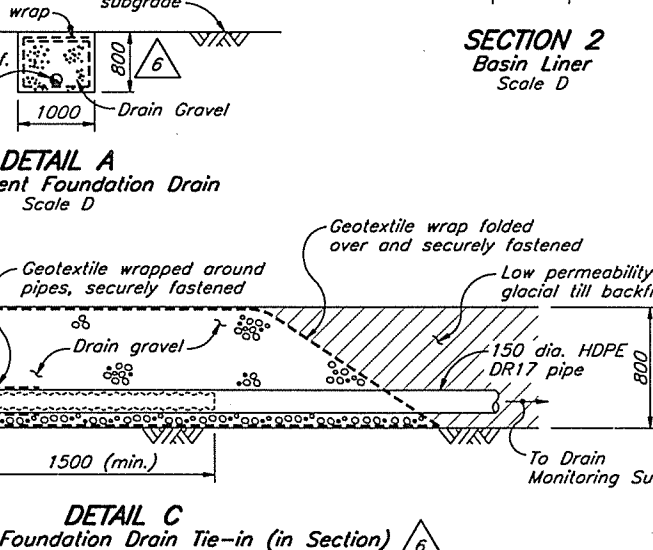 subgrade
wrap
f.
800
6
1000
Drain Gravel
SECTION 2
Basin Liner
Scale D
DETAIL A
ent Foundation Drain
Scale D
Geotextile wrap folded
over and securely fastened
Geotextile wrapped around
pipes, securely fastened
Low permeability
glacial till backfi
Drain gravel
150 dia. HDPE
DR17 pipe
800
1500 (min.)
To Drain
Monitoring Su
DETAIL C
Foundation Drain Tie-in (in Section)
6